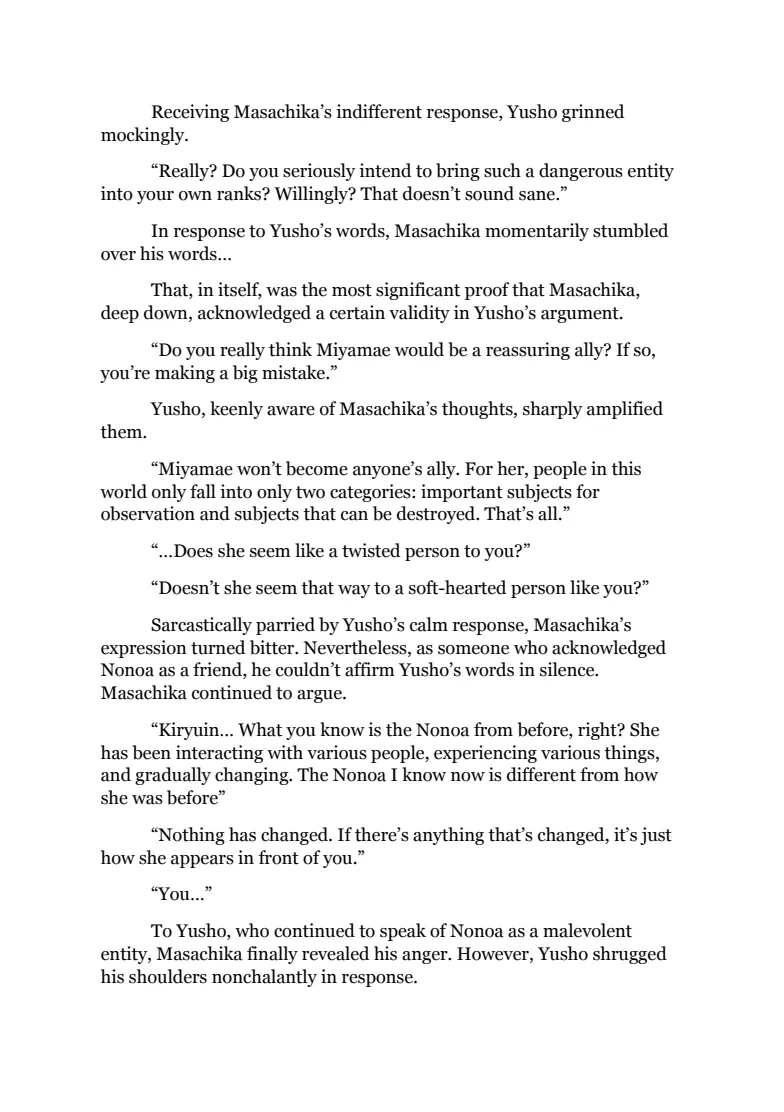 Receiving Masachika’s indifferent response, Yusho grinned
mockingly.
“Really? Do you seriously intend to bring such a dangerous entity
into your own ranks? Willingly? That doesn’t sound sane.”
In response to Yusho’s words, Masachika momentarily stumbled
over his words…
That, in itself, was the most significant proof that Masachika,
deep down, acknowledged a certain validity in Yusho’s argument.
“Do you really think Miyamae would be a reassuring ally? If so,
you’re making a big mistake.”
Yusho, keenly aware of Masachika’s thoughts, sharply amplified
them.
“Miyamae won’t become anyone’s ally. For her, people in this
world only fall into only two categories: important subjects for
observation and subjects that can be destroyed. That’s all.”
“…Does she seem like a twisted person to you?”
“Doesn’t she seem that way to a soft-hearted person like you?”
Sarcastically parried by Yusho’s calm response, Masachika’s
expression turned bitter. Nevertheless, as someone who acknowledged
Nonoa as a friend, he couldn’t affirm Yusho’s words in silence.
Masachika continued to argue.
“Kiryuin… What you know is the Nonoa from before, right? She
has been interacting with various people, experiencing various things,
and gradually changing. The Nonoa I know now is different from how
she was before”
“Nothing has changed. If there’s anything that’s changed, it’s just
how she appears in front of you.”
“You…”
To Yusho, who continued to speak of Nonoa as a malevolent
entity, Masachika finally revealed his anger. However, Yusho shrugged
his shoulders nonchalantly in response.